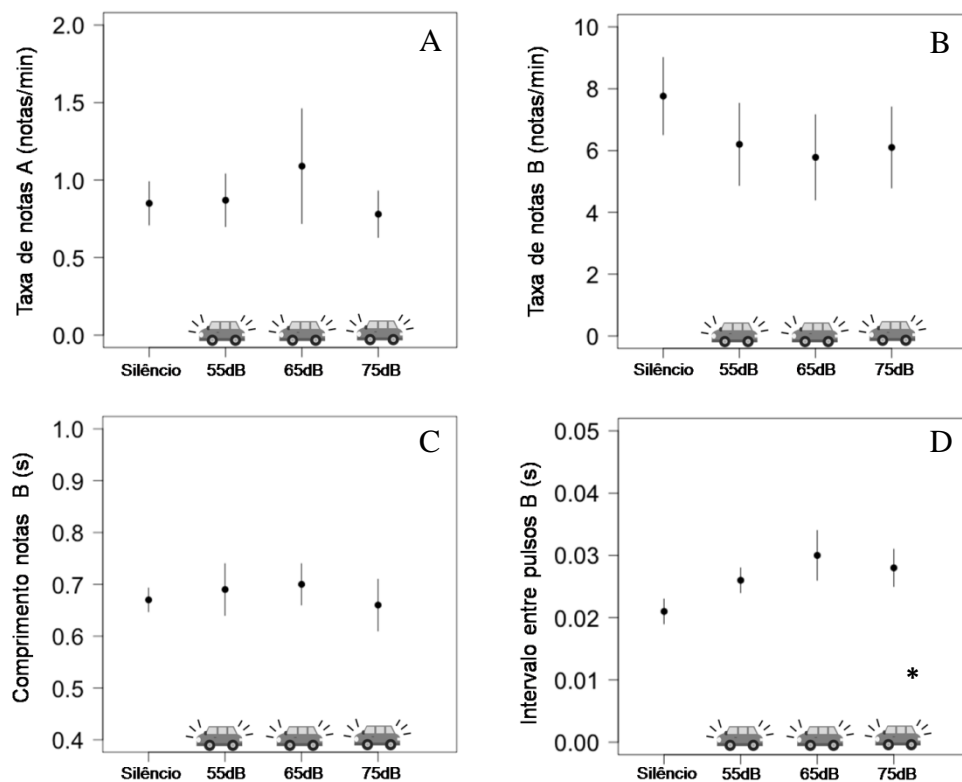 A
Taxa de notas A (notas/min)
2.0
1.5
1.0
0.5
0.0
Silêncio 55dB 65dB 75dB
B
Taxa de notas B (notas/min)
10
8
6
4
2
0
Silêncio 55dB 65dB 75dB
C
Comprimento notas B (s)
1.0
0.9
0.8
0.7
0.6
0.5
0.4
Silêncio 55dB 65dB 75dB
D
Intervalo entre pulsos B (s)
0.05
0.04
0.03
0.02
0.01
0.00
*
Silêncio 55dB 65dB 75dB